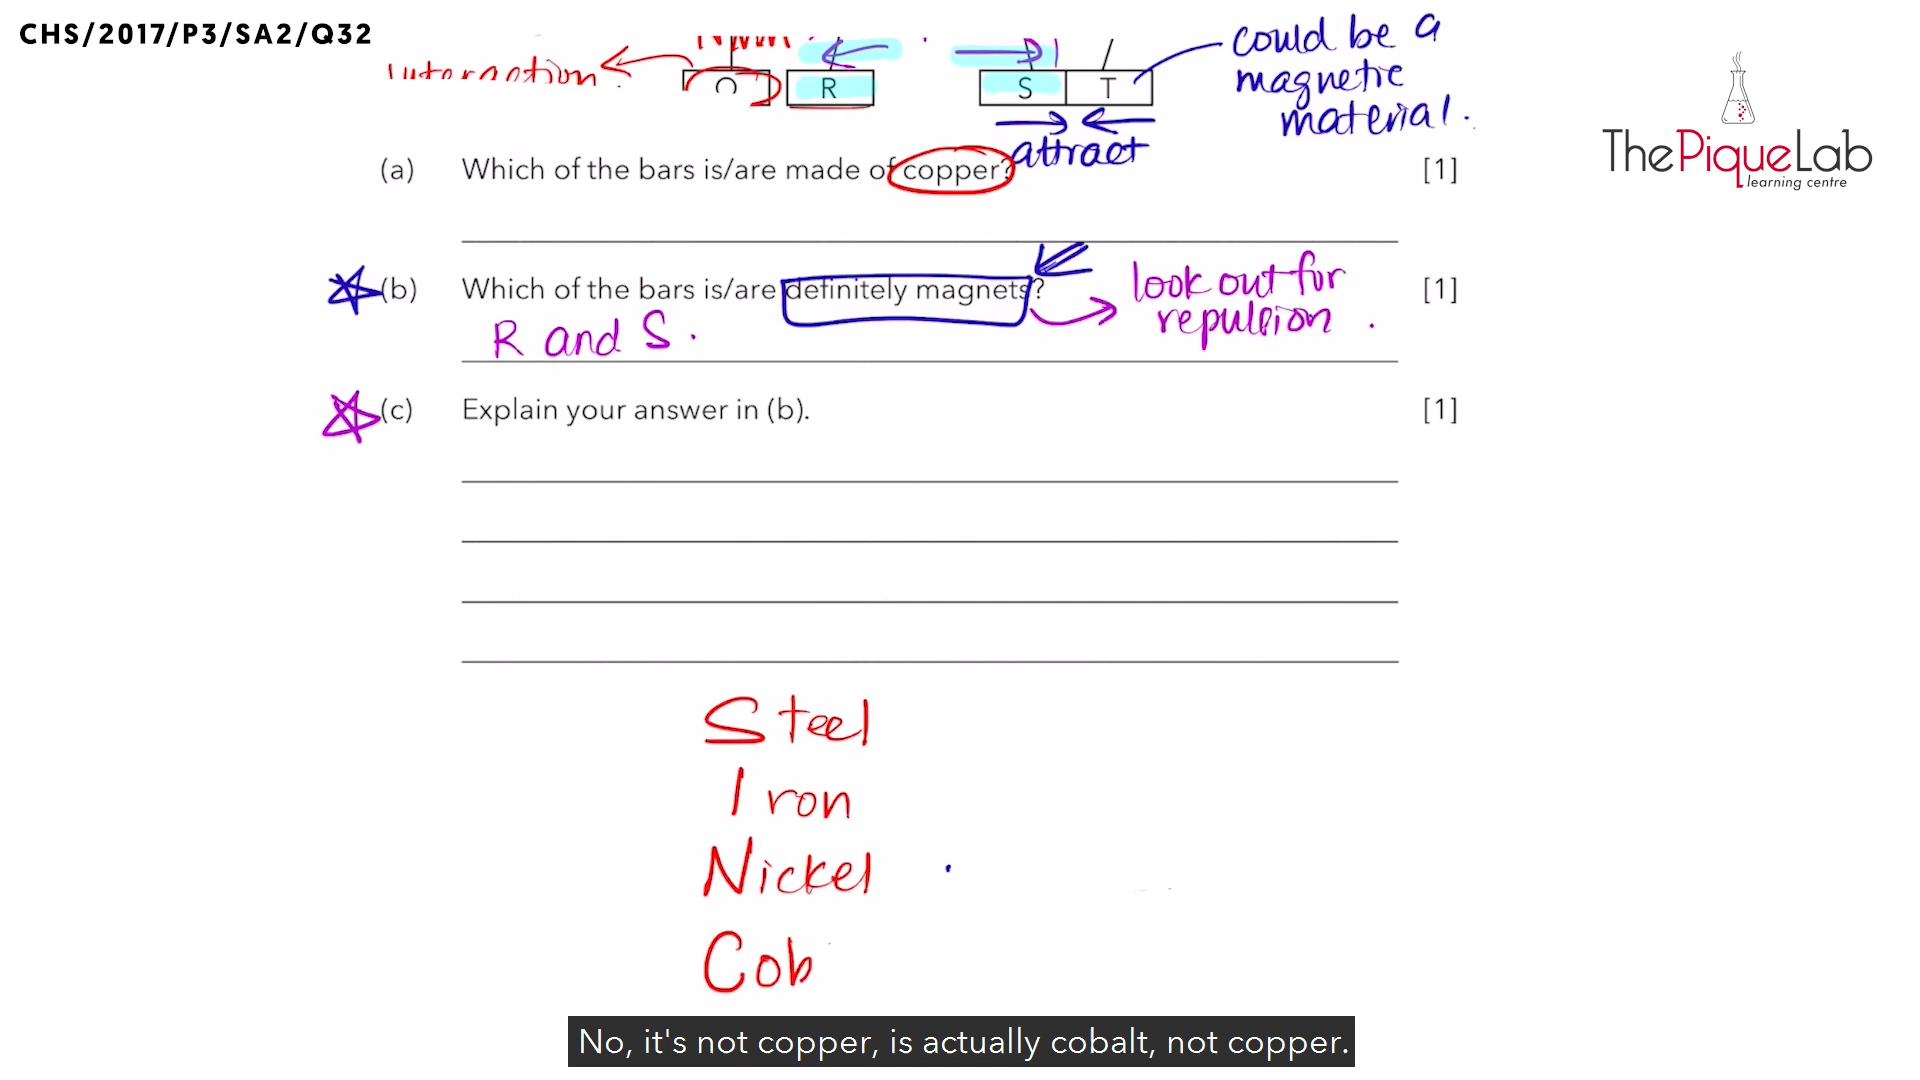 CHS/2017/P3/SA2/Q32
could be a
magnetic
material.
R
S
T
attract
(a) Which of the bars is/are made of copper? [1]
(b) Which of the bars is/are definitely magnets? [1]
look out for
repulsion.
R and S.
(c) Explain your answer in (b). [1]
ThePiqueLab
learning centre
Steel
Iron
Nickel
Cob
No, it's not copper, is actually cobalt, not copper.